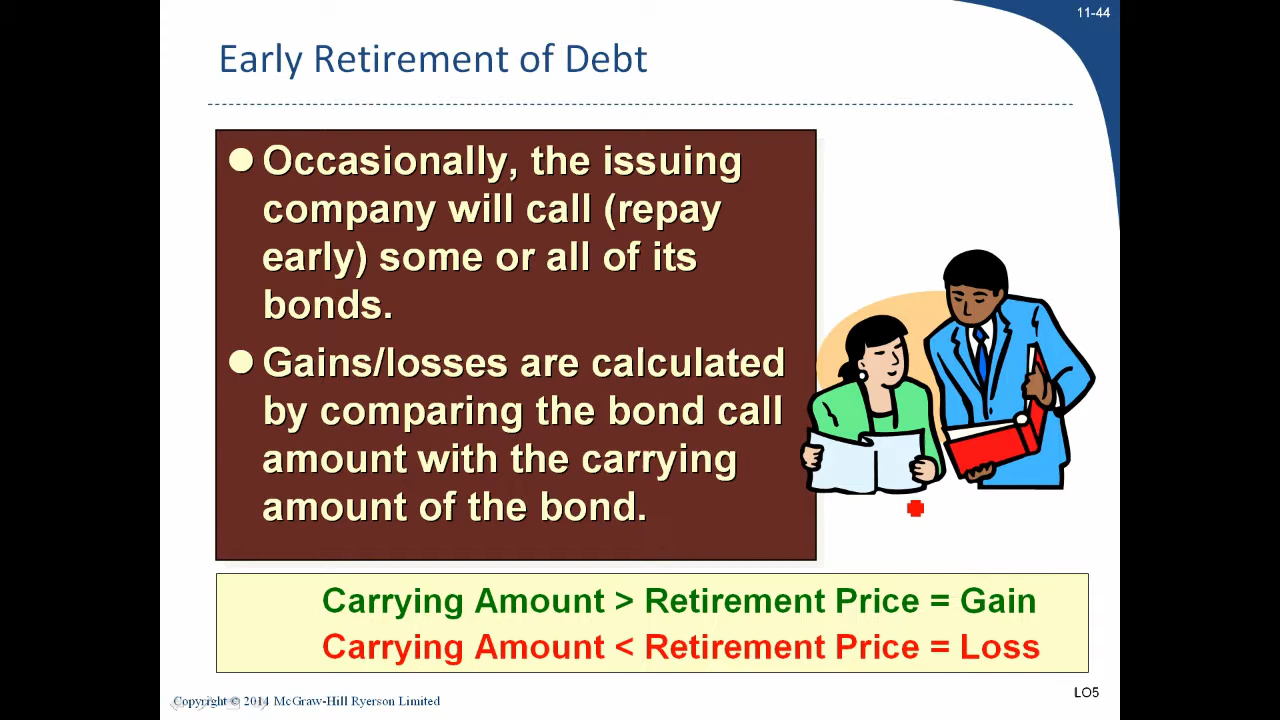 11-44
Early Retirement of Debt
Occasionally, the issuing
company will call (repay
early) some or all of its
bonds.
Gains/losses are calculated
by comparing the bond call
amount with the carrying
amount of the bond.
Carrying Amount > Retirement Price = Gain
Carrying Amount < Retirement Price = Loss
Copyright © 2014 McGraw-Hill Ryerson Limited
LO5